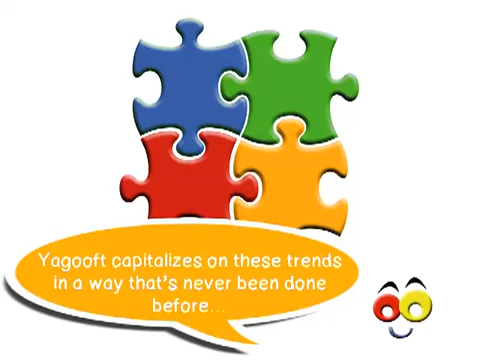 Yagooft capitalizes on these trends
in a way that's never been done
before...